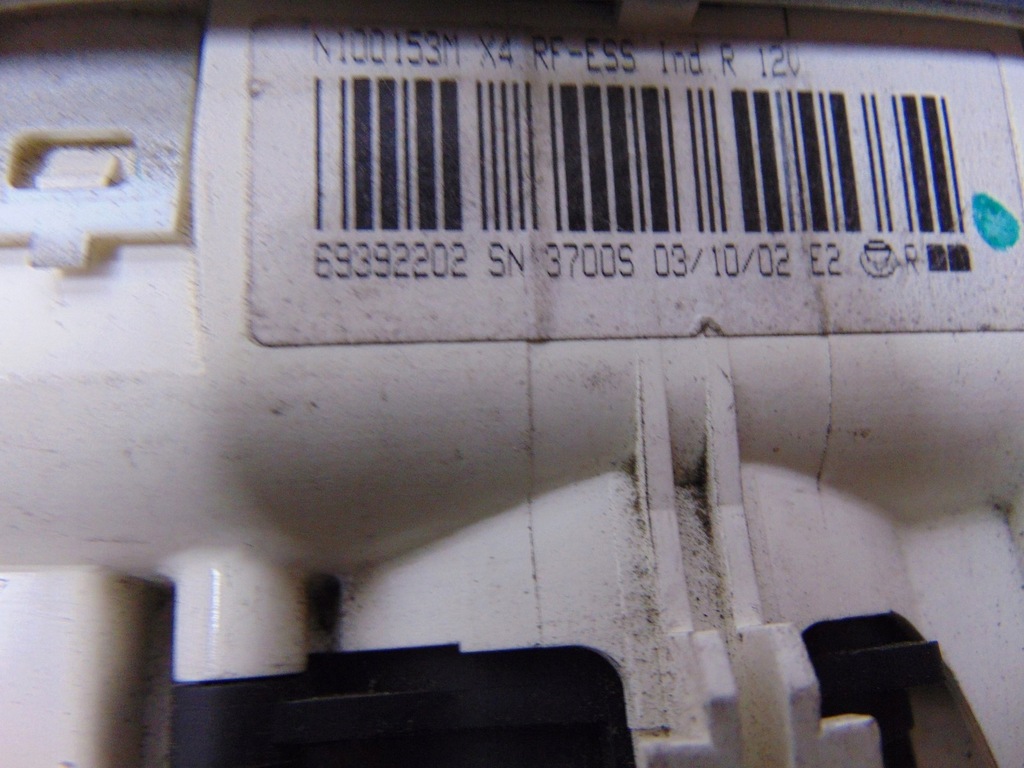 N100153M X4 RF-ESS Ind R 12V
69392202 SN 3700S 03/10/02 E2 R